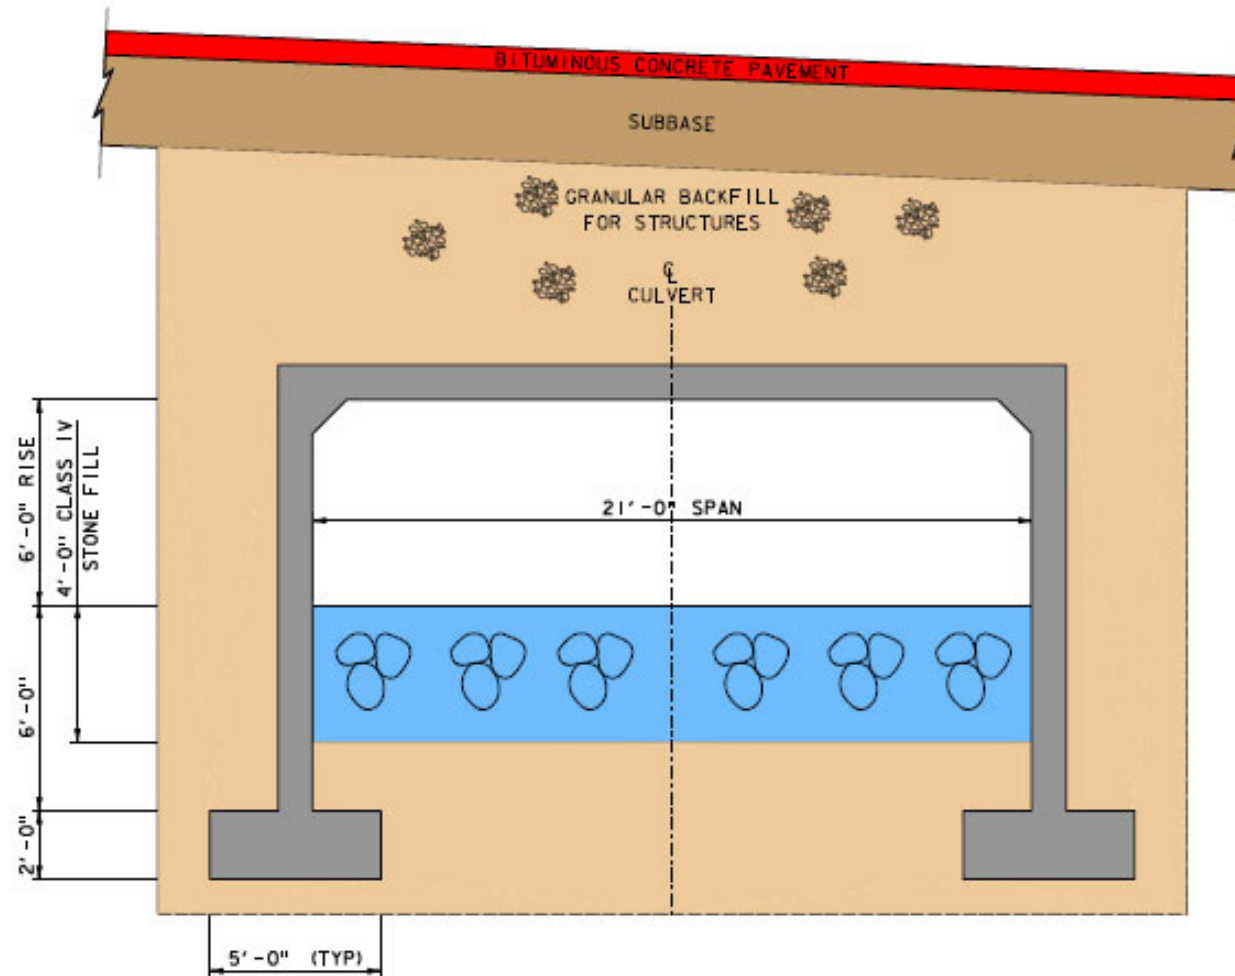 BITUMINOUS CONCRETE PAVEMENT
SUBBASE
GRANULAR BACKFILL
FOR STRUCTURES
℄
CULVERT
6'-0" RISE
4'-0" CLASS IV
STONE FILL
21'-0" SPAN
6'-0"
2'-0"
5'-0" (TYP)